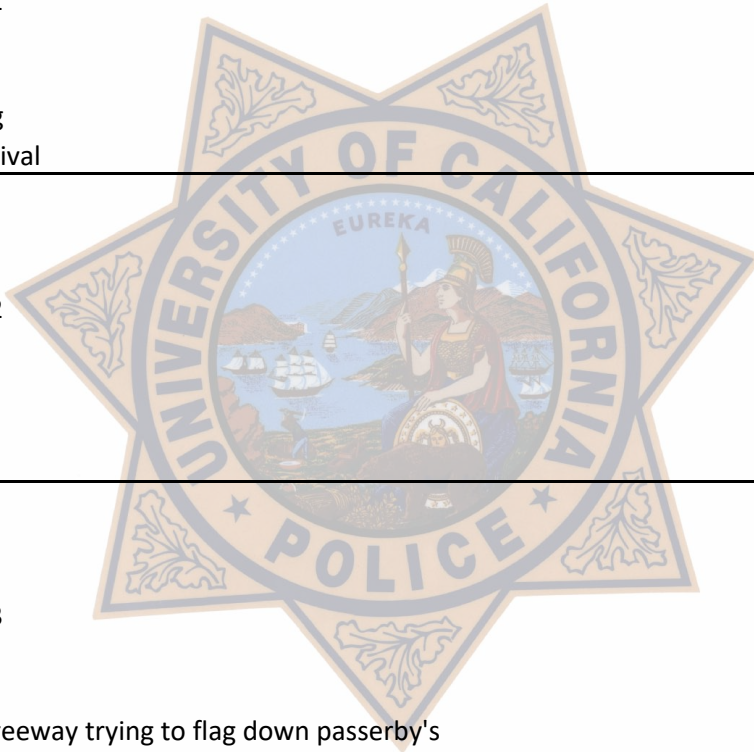 g
ival
UNIVERSITY OF CALIFORNIA
EUREKA
2
POLICE
3
reeway trying to flag down passerby's